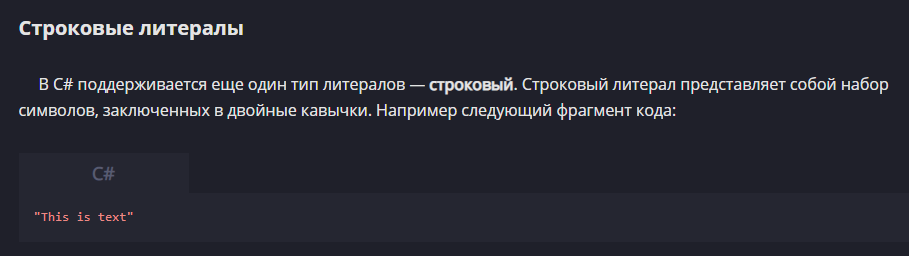 Строковые литералы
В C# поддерживается еще один тип литералов — строковый. Строковый литерал представляет собой набор
символов, заключенных в двойные кавычки. Например следующий фрагмент кода:
C#
"This is text"